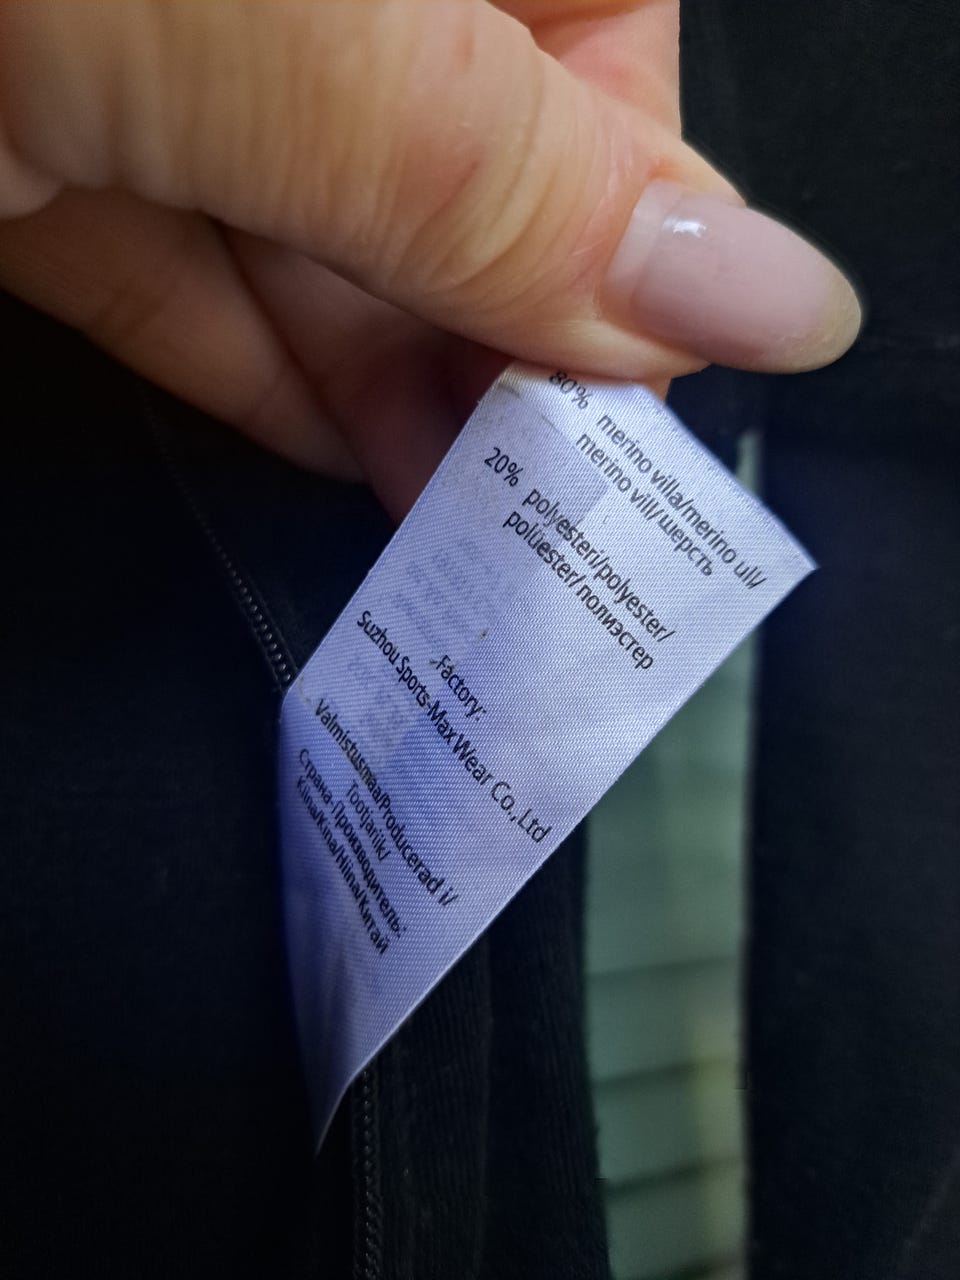 80% merino villa/merino ull/
merino vill/шерсть
20% polyesteri/polyester/
polüester/полиэстер
Factory:
Suzhou Sports-Max Wear Co.,Ltd
Valmistusmaa/Producerad i/
Tootjariik/
Страна-Производитель:
Kiina/Kina/Hiina/Китай